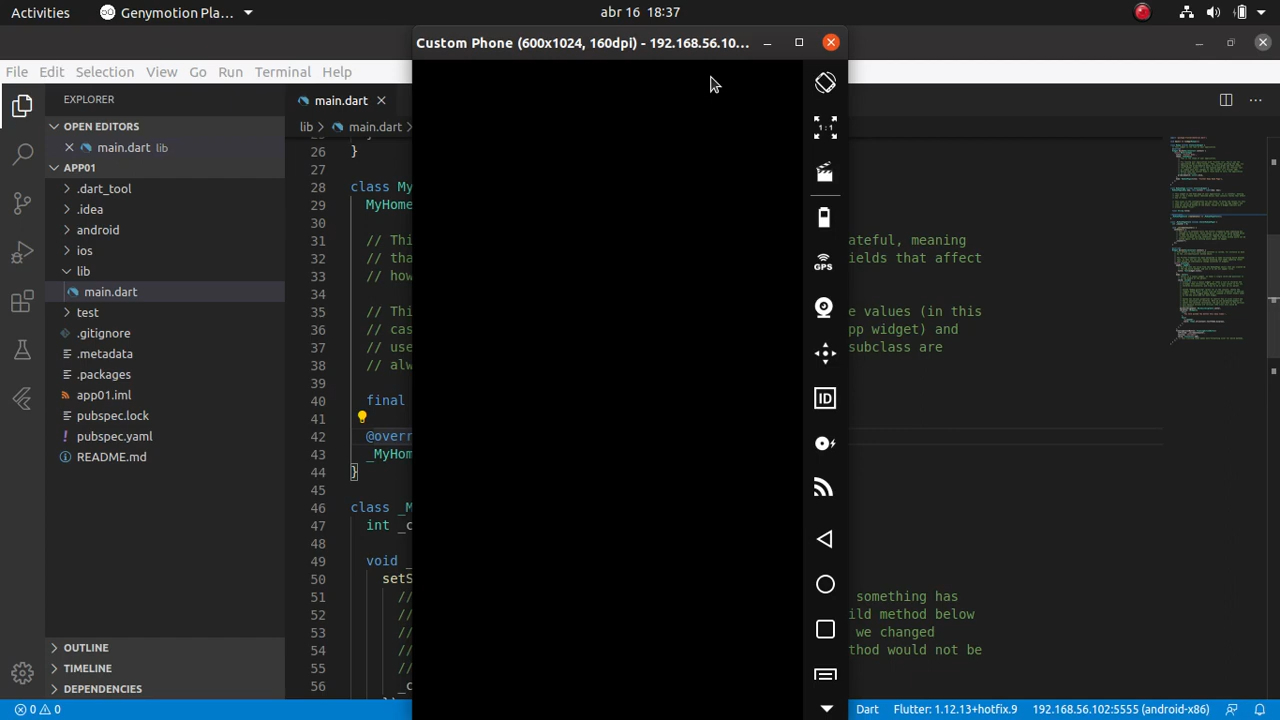 Activities
Genymotion Pla...
abr 16 18:37
Custom Phone (600x1024, 160dpi) - 192.168.56.10...
File Edit Selection View Go Run Terminal Help
EXPLORER
OPEN EDITORS
main.dart lib
APP01
.dart_tool
.idea
android
ios
lib
main.dart
test
.gitignore
.metadata
.packages
app01.iml
pubspec.lock
pubspec.yaml
README.md
OUTLINE
TIMELINE
DEPENDENCIES
main.dart
lib > main.dart >
26 }
27
28 class My
29 MyHome
30
31 // Thi ateful, meaning
32 // tha ields that affect
33 // how
34
35 // Thi e values (in this
36 // cas pp widget) and
37 // use subclass are
38 // alw
39
40 final
41
42 @overr
43 _MyHom
44 }
45
46 class _M
47 int _c
48
49 void _
50 setS
51 // something has
52 // ild method below
53 // we changed
54 // thod would not be
55 //
56 _c
1:1
GPS
ID
0 0
Dart
Flutter: 1.12.13+hotfix.9
192.168.56.102:5555 (android-x86)